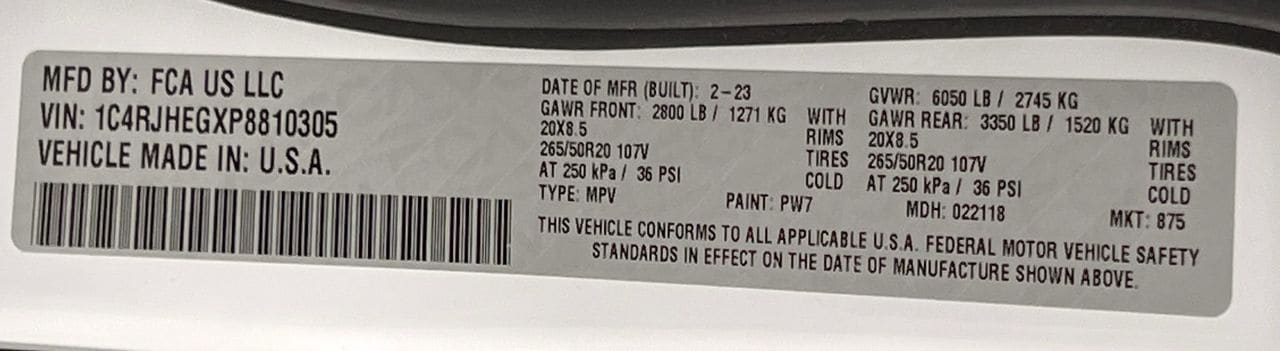 MFD BY: FCA US LLC
VIN: 1C4RJHEGXP8810305
VEHICLE MADE IN: U.S.A.
DATE OF MFR (BUILT): 2-23
GAWR FRONT: 2800 LB / 1271 KG WITH
20X8.5 RIMS
265/50R20 107V TIRES
AT 250 kPa / 36 PSI COLD
GVWR: 6050 LB / 2745 KG
GAWR REAR: 3350 LB / 1520 KG WITH
20X8.5 RIMS
265/50R20 107V TIRES
AT 250 kPa / 36 PSI COLD
TYPE: MPV PAINT: PW7 MDH: 022118 MKT: 875
THIS VEHICLE CONFORMS TO ALL APPLICABLE U.S.A. FEDERAL MOTOR VEHICLE SAFETY
STANDARDS IN EFFECT ON THE DATE OF MANUFACTURE SHOWN ABOVE.